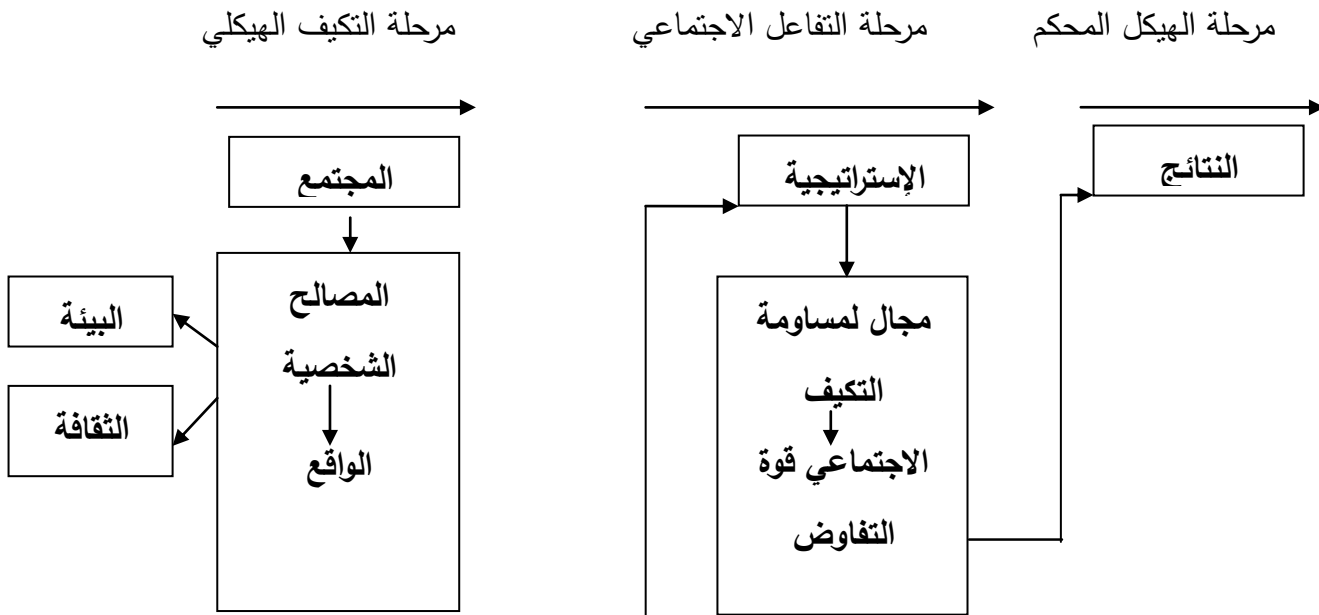 مرحلة الهيكل المحكم
مرحلة التفاعل الاجتماعي
مرحلة التكيف الهيكلي
النتائج
الإستراتيجية
المجتمع
مجال لمساومة
التكيف
الاجتماعي قوة
التفاوض
المصالح
الشخصية
الواقع
البيئة
الثقافة